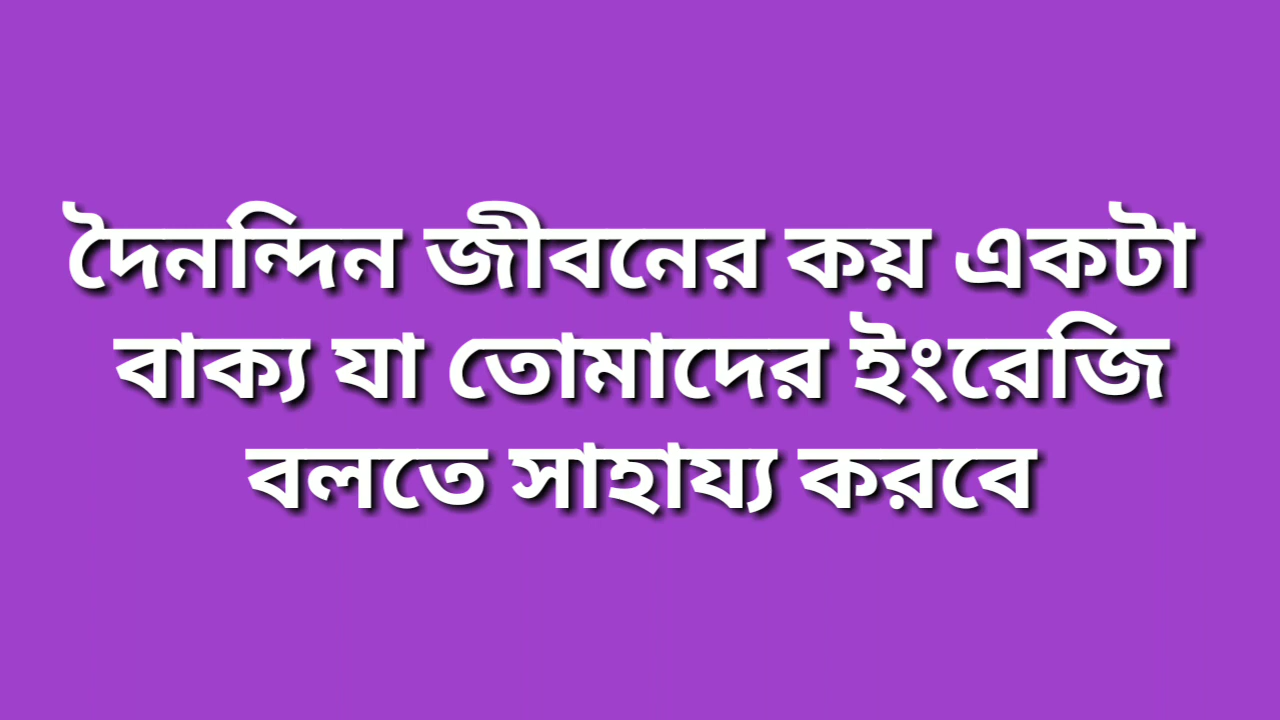 দৈনন্দিন জীবনের কয় একটা
বাক্য যা তোমাদের ইংরেজি
বলতে সাহায্য করবে